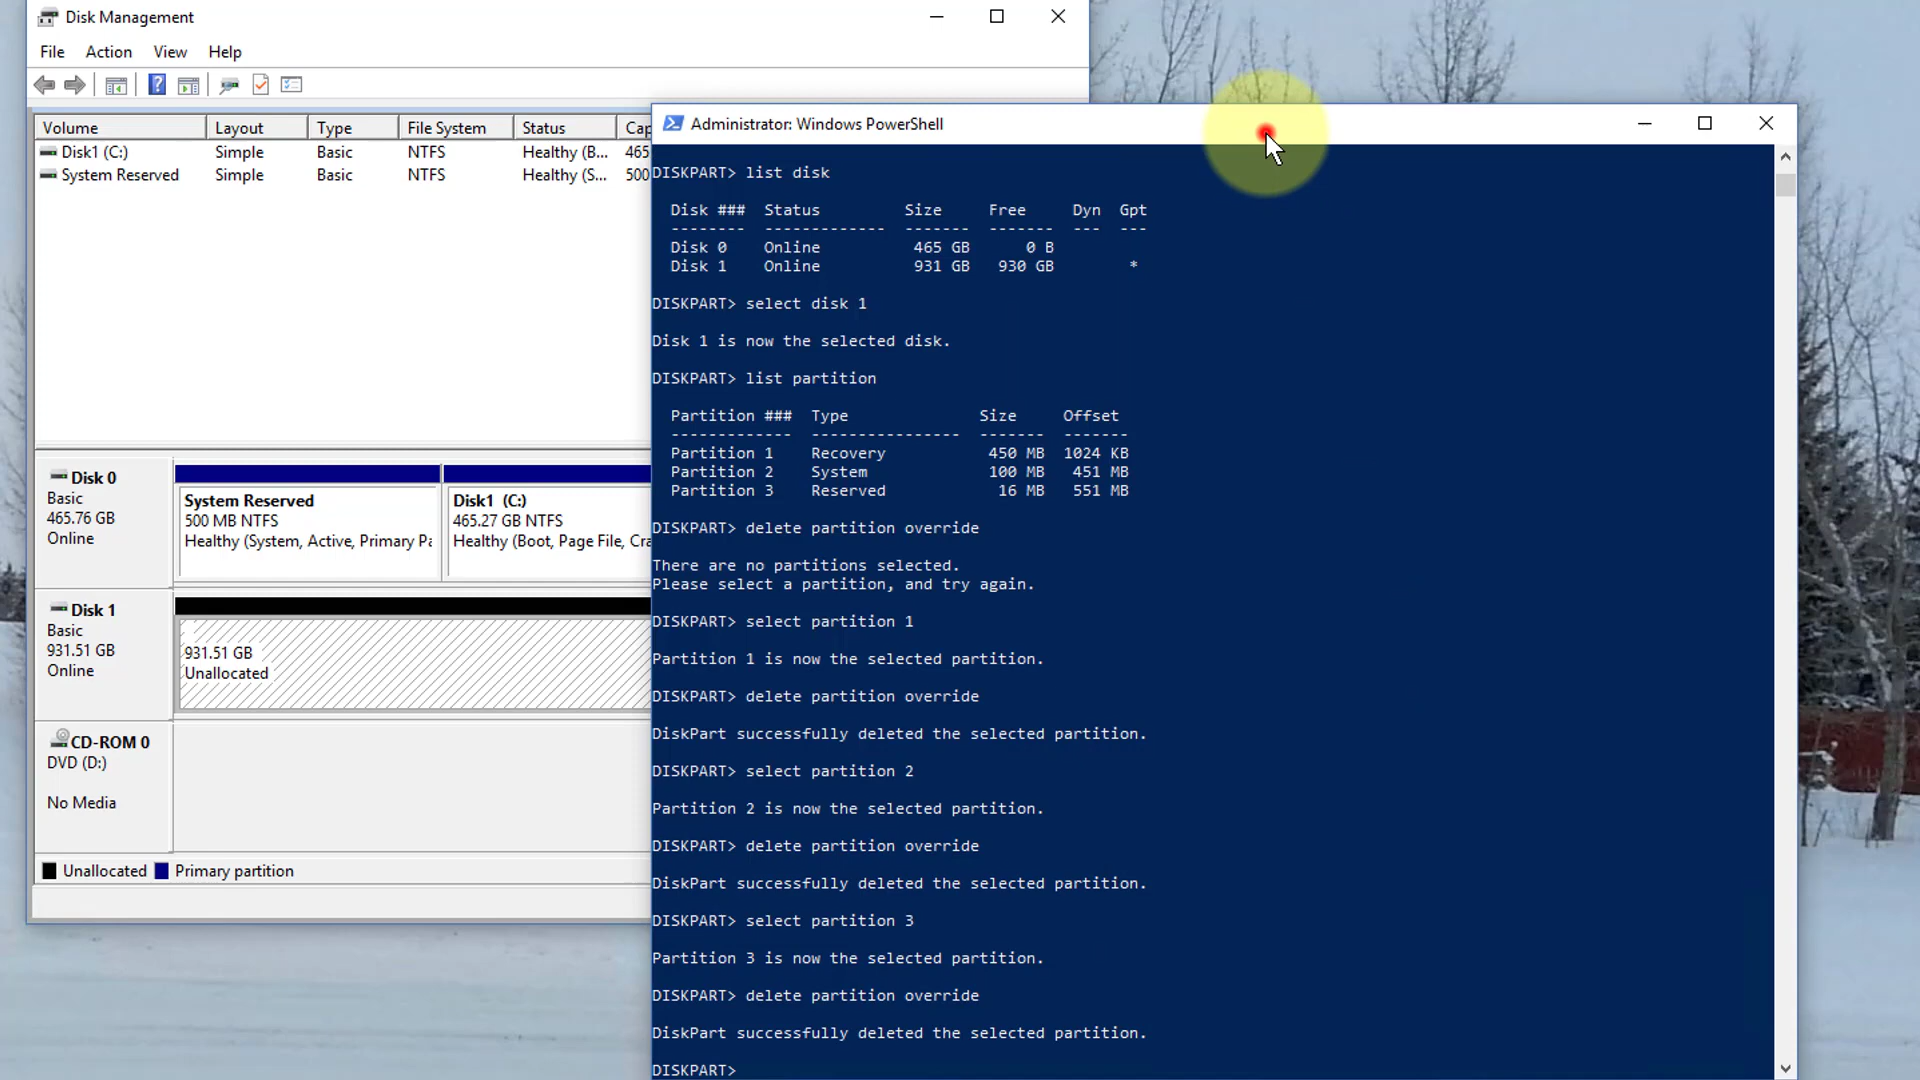 Disk Management
File Action View Help
Volume Layout Type File System Status Cap
Disk1 (C:) Simple Basic NTFS Healthy (B... 465
System Reserved Simple Basic NTFS Healthy (S... 500
Disk 0
Basic
465.76 GB
Online
System Reserved
500 MB NTFS
Healthy (System, Active, Primary Pa
Disk1 (C:)
465.27 GB NTFS
Healthy (Boot, Page File, Cra
Disk 1
Basic
931.51 GB
Online
931.51 GB
Unallocated
CD-ROM 0
DVD (D:)
No Media
Unallocated Primary partition
Administrator: Windows PowerShell
DISKPART> list disk
Disk ### Status Size Free Dyn Gpt
-------- ------------- ------- ------- --- ---
Disk 0 Online 465 GB 0 B
Disk 1 Online 931 GB 930 GB *
DISKPART> select disk 1
Disk 1 is now the selected disk.
DISKPART> list partition
Partition ### Type Size Offset
------------- ---------------- ------- -------
Partition 1 Recovery 450 MB 1024 KB
Partition 2 System 100 MB 451 MB
Partition 3 Reserved 16 MB 551 MB
DISKPART> delete partition override
There are no partitions selected.
Please select a partition, and try again.
DISKPART> select partition 1
Partition 1 is now the selected partition.
DISKPART> delete partition override
DiskPart successfully deleted the selected partition.
DISKPART> select partition 2
Partition 2 is now the selected partition.
DISKPART> delete partition override
DiskPart successfully deleted the selected partition.
DISKPART> select partition 3
Partition 3 is now the selected partition.
DISKPART> delete partition override
DiskPart successfully deleted the selected partition.
DISKPART>